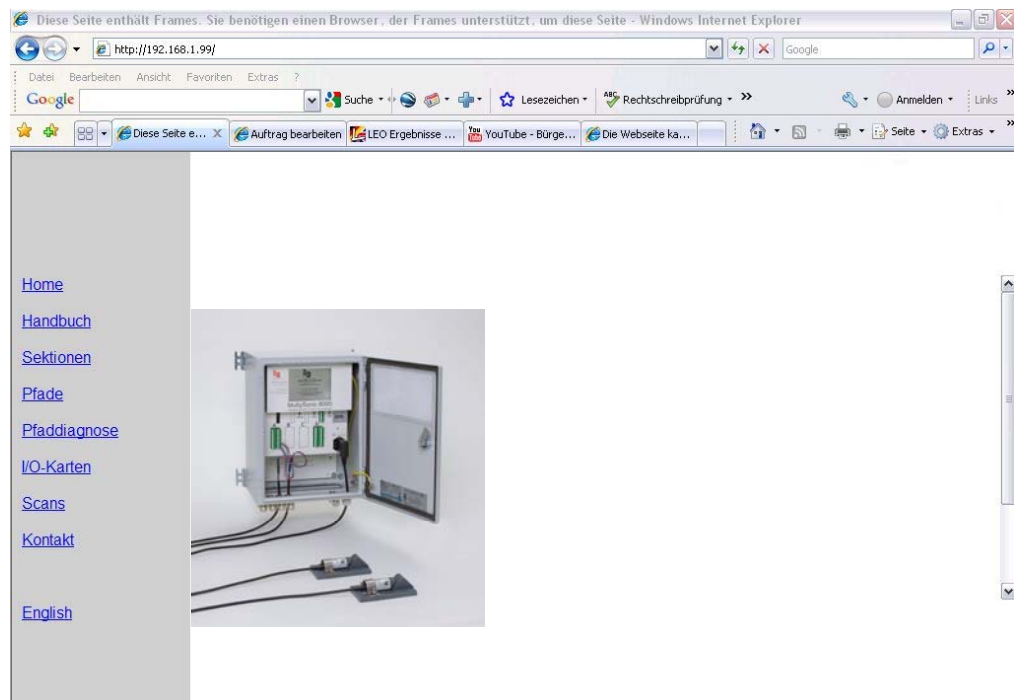 Diese Seite enthält Frames. Sie benötigen einen Browser, der Frames unterstützt, um diese Seite - Windows Internet Explorer
http://192.168.1.99/
Google
Datei Bearbeiten Ansicht Favoriten Extras ?
Google Suche Lesezeichen Rechtschreibprüfung Anmelden Links
Diese Seite e... X Auftrag bearbeiten LEO Ergebnisse ... YouTube - Bürge... Die Webseite ka... Seite Extras
Home
Handbuch
Sektionen
Pfade
Pfaddiagnose
I/O-Karten
Scans
Kontakt
English